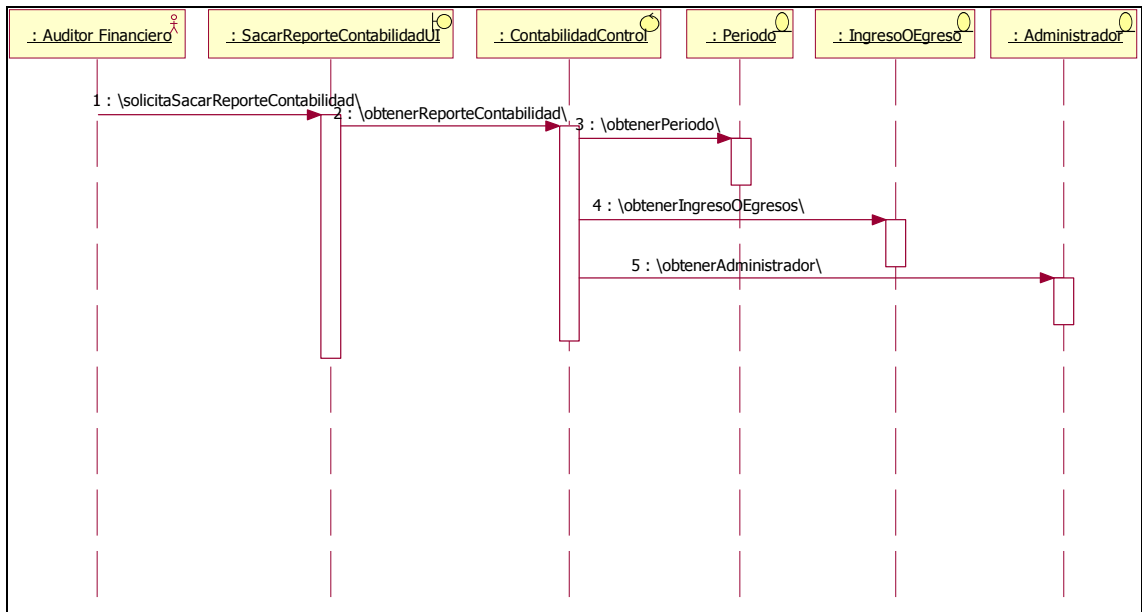 : Auditor Financiero
: SacarReporteContabilidadUI
: ContabilidadControl
: Periodo
: IngresoOEgreso
: Administrador
1 : \solicitaSacarReporteContabilidad\
2 : \obtenerReporteContabilidad\
3 : \obtenerPeriodo\
4 : \obtenerIngresoOEgresos\
5 : \obtenerAdministrador\